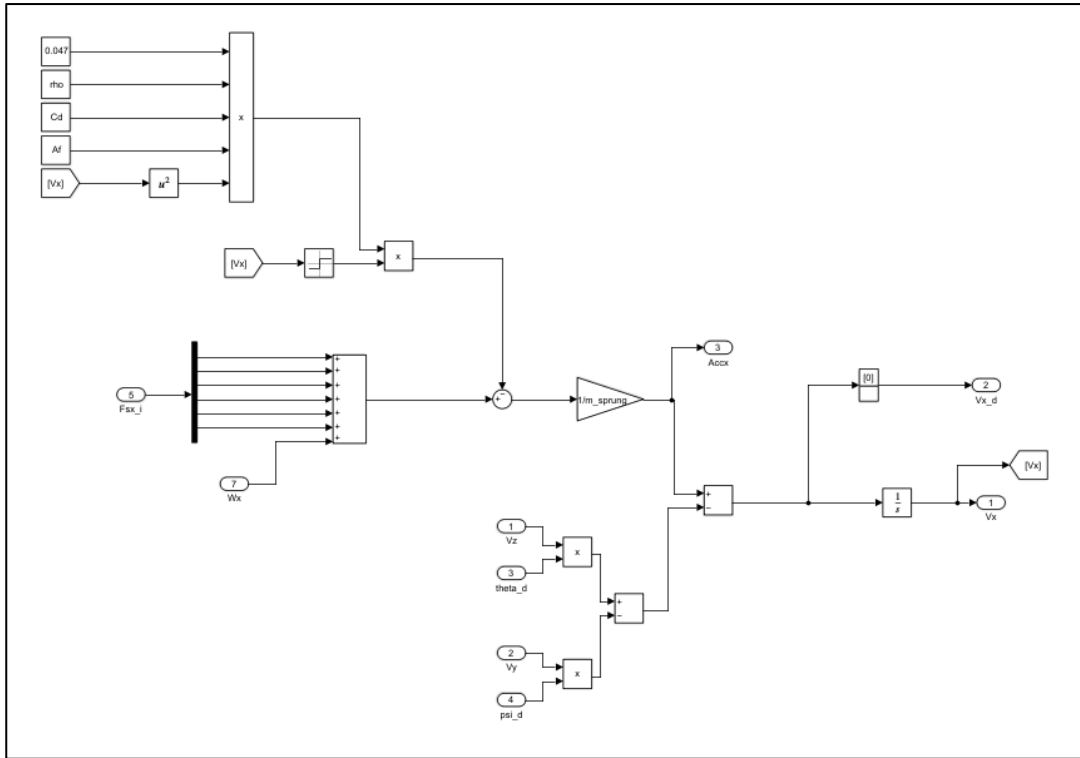 0.047
rho
Cd
Af
[Vx]
u²
x
[Vx]
x
5
Fsx_i
+
+
+
+
+
+
+
7
Wx
−
+
1/m_sprung
3
Accx
[0]
2
Vx_d
[Vx]
+
−
1
s
1
Vx
1
Vz
x
3
theta_d
+
−
2
Vy
x
4
psi_d